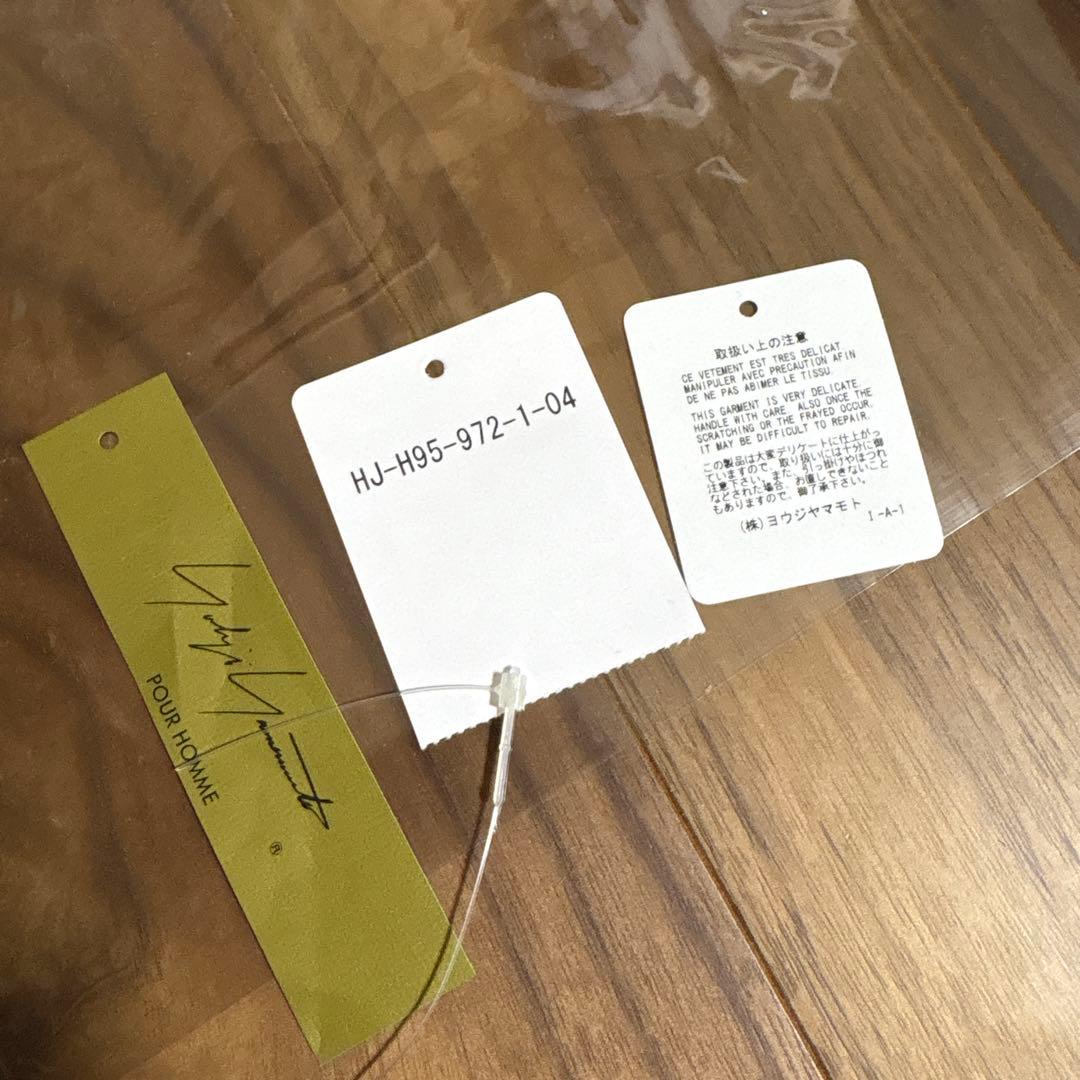 Yohji Yamamoto
POUR HOMME
®
HJ-H95-972-1-04
取扱い上の注意
CE VETEMENT EST TRES DELICAT.
MANIPULER AVEC PRECAUTION AFIN
DE NE PAS ABIMER LE TISSU.
THIS GARMENT IS VERY DELICATE.
HANDLE WITH CARE. ALSO ONCE THE
SCRATCHING OR THE FRAYED OCCUR,
IT MAY BE DIFFICULT TO REPAIR.
この製品は大変デリケートに仕上がっ
ていますので、取り扱いには十分に御
注意下さい。また、引っ掛けやほつれ
などされた場合、お直しできないこと
もありますので、御了承下さい。
(株)ヨウジヤマモト
I-A-1